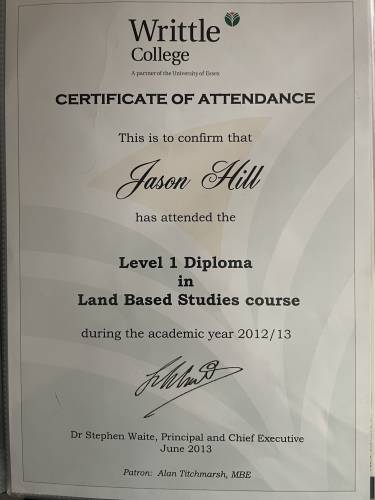 Writtle
College
A partner of the University of Essex
CERTIFICATE OF ATTENDANCE
This is to confirm that
Jason Hill
has attended the
Level 1 Diploma
in
Land Based Studies course
during the academic year 2012/13
Dr Stephen Waite, Principal and Chief Executive
June 2013
Patron: Alan Titchmarsh, MBE